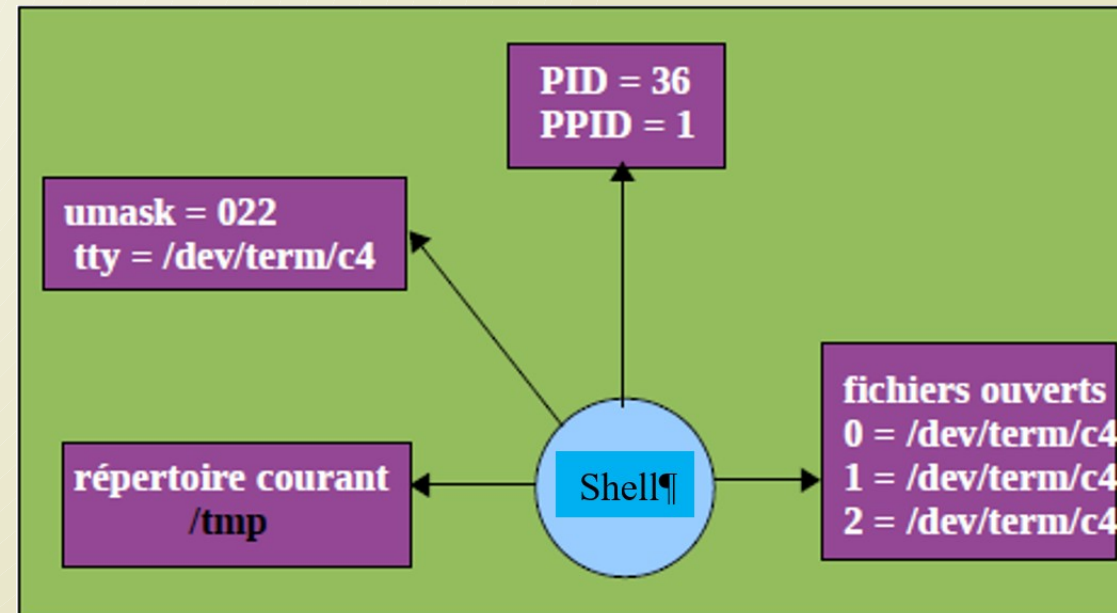 PID = 36
PPID = 1
umask = 022
tty = /dev/term/c4
fichiers ouverts
0 = /dev/term/c4
1 = /dev/term/c4
2 = /dev/term/c4
répertoire courant
/tmp
Shell¶